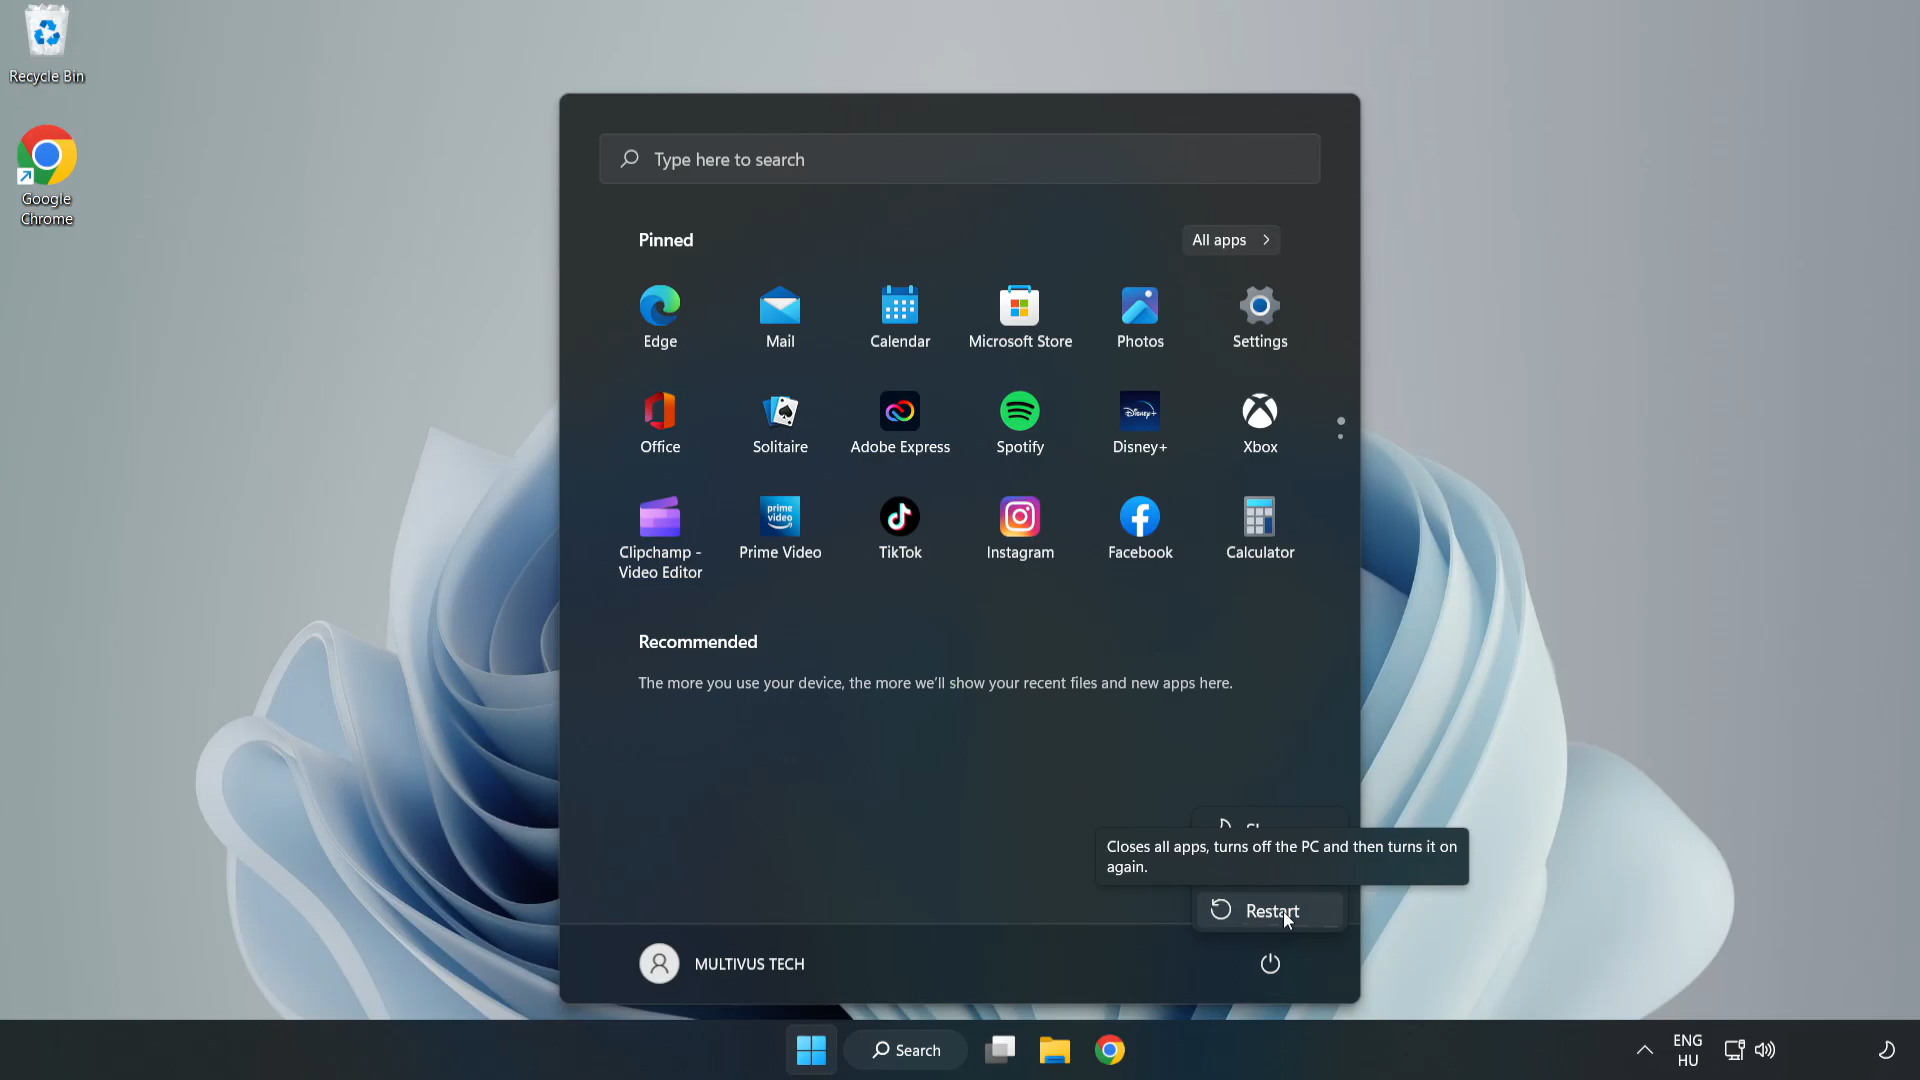 Recycle Bin
Google
Chrome
Type here to search
Pinned
All apps
Edge
Mail
Calendar
Microsoft Store
Photos
Settings
Office
Solitaire
Adobe Express
Spotify
Disney+
Disney+
Xbox
prime
video
Clipchamp -
Video Editor
Prime Video
TikTok
Instagram
Facebook
Calculator
Recommended
The more you use your device, the more we'll show your recent files and new apps here.
Closes all apps, turns off the PC and then turns it on
again.
Restart
MULTIVUS TECH
Search
ENG
HU